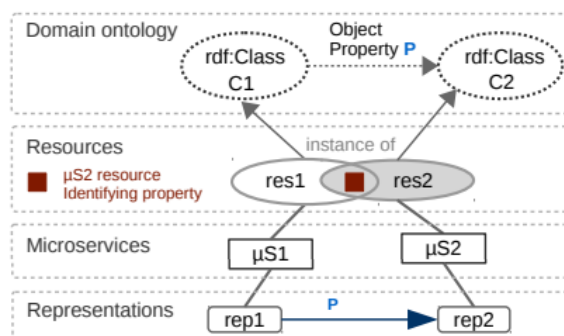 Domain ontology
Object
Property P
rdf:Class
C1
rdf:Class
C2
Resources
instance of
µS2 resource
Identifying property
res1
res2
Microservices
µS1
µS2
Representations
P
rep1
rep2